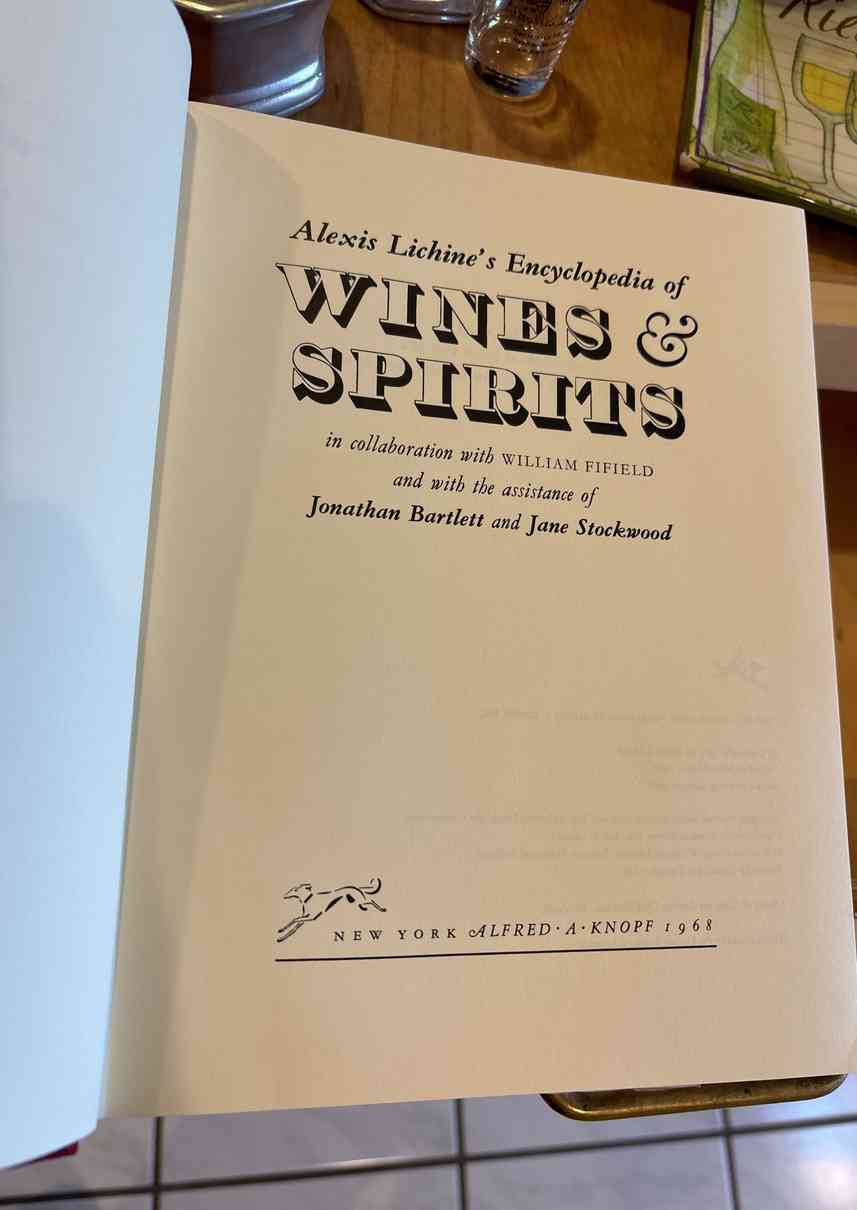 Alexis Lichine's Encyclopedia of
WINES &
SPIRITS
in collaboration with WILLIAM FIFIELD
and with the assistance of
Jonathan Bartlett and Jane Stockwood
NEW YORK ALFRED·A·KNOPF 1968